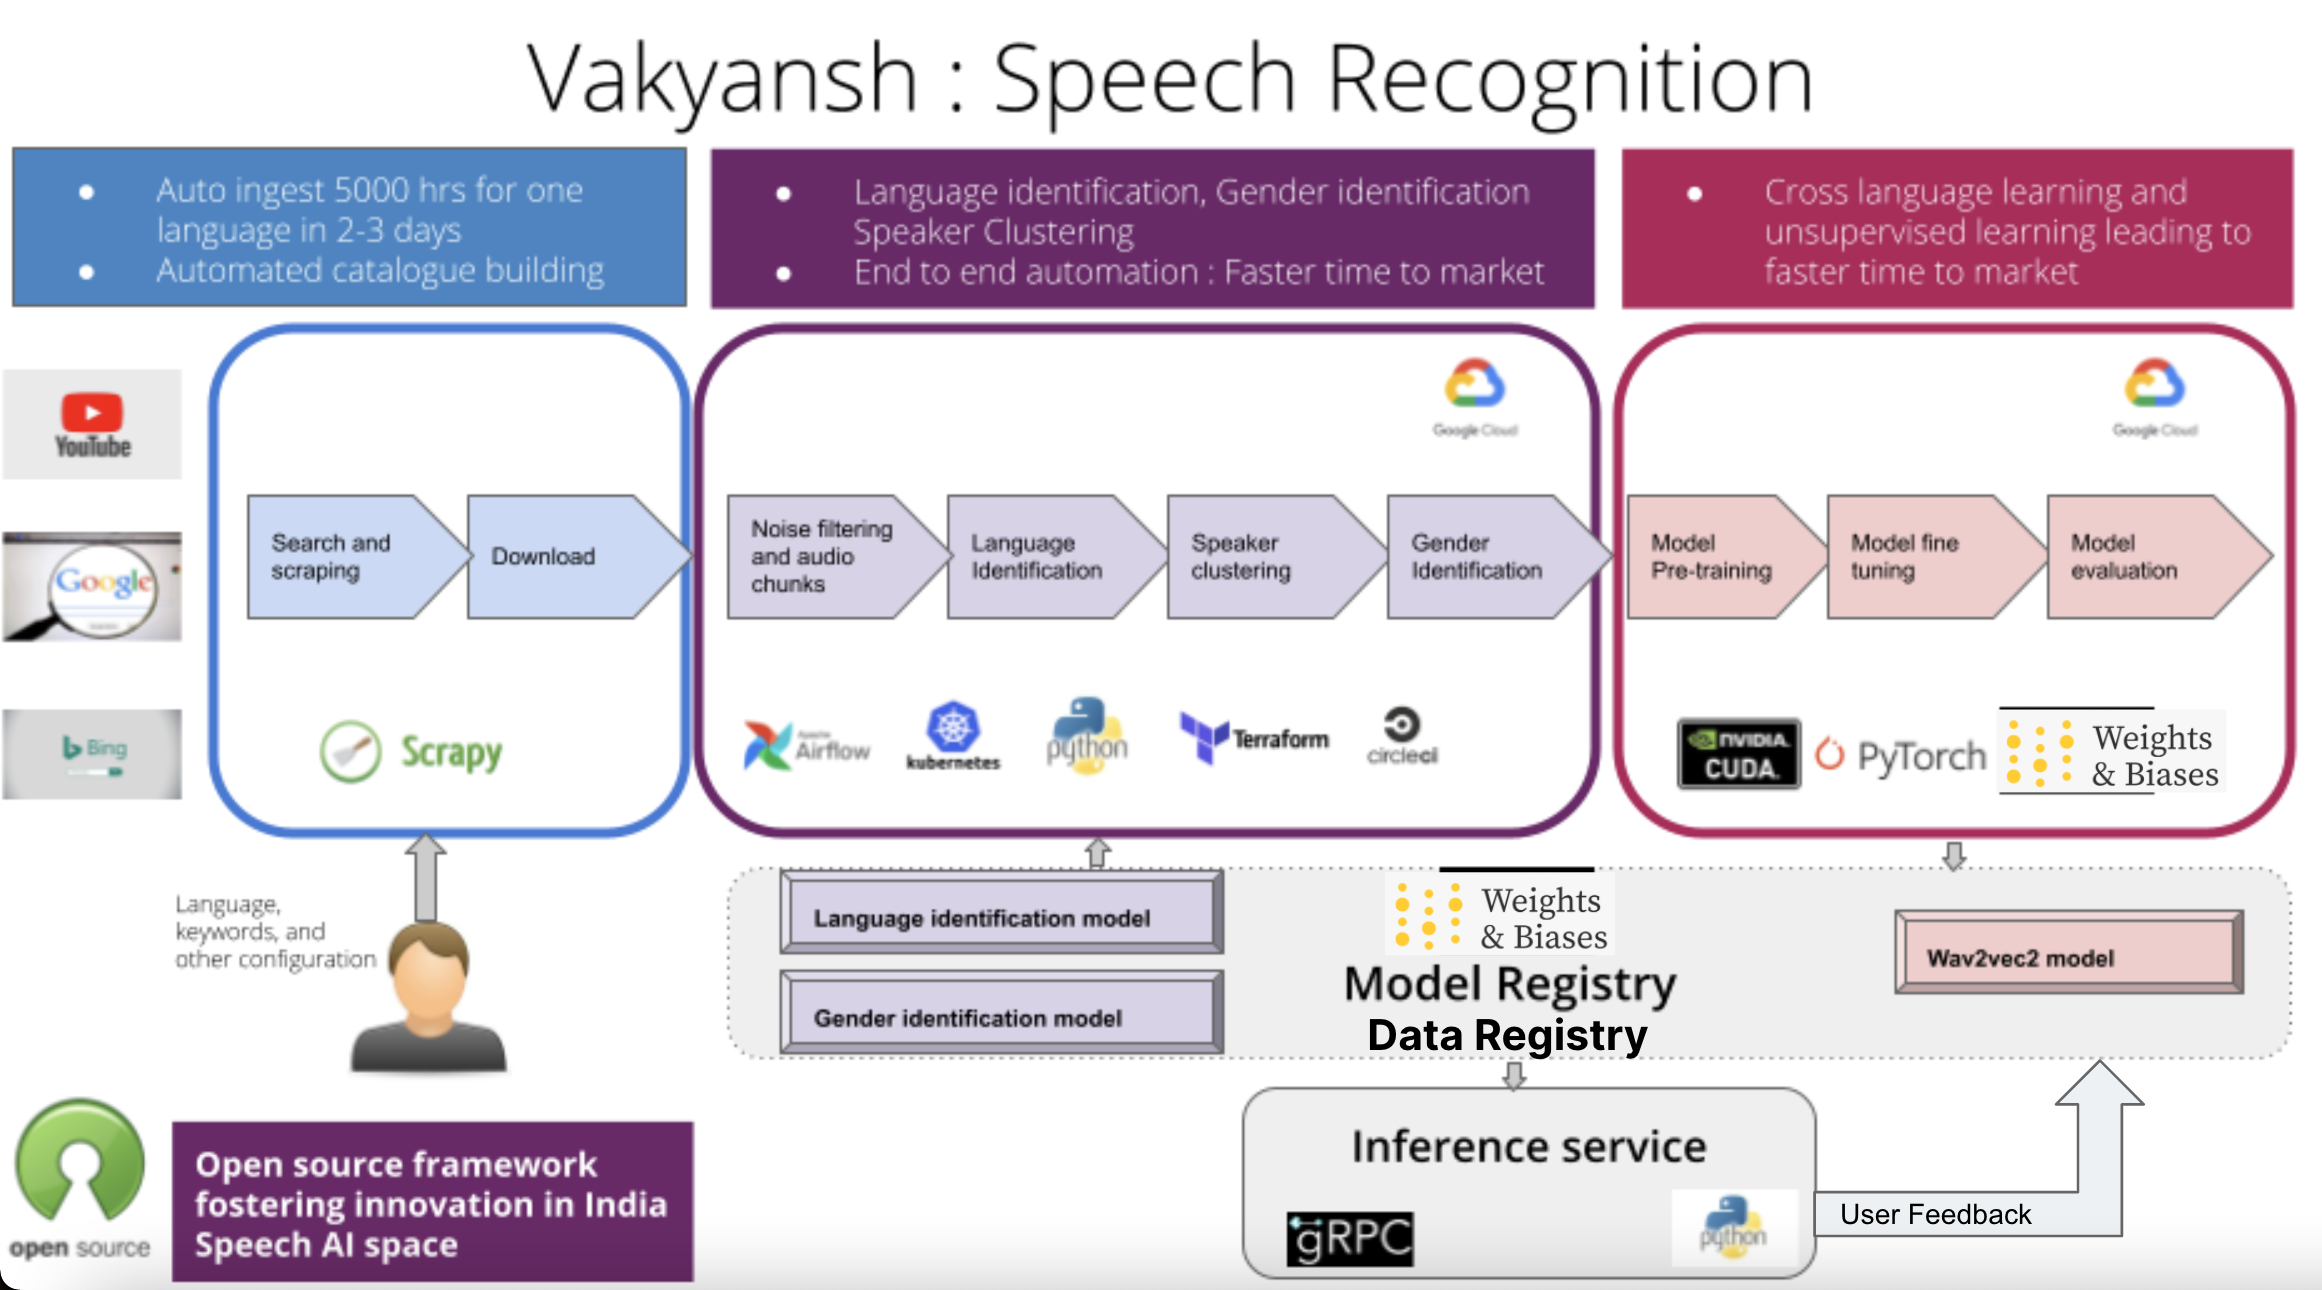 Vakyansh : Speech Recognition
Auto ingest 5000 hrs for one
language in 2-3 days
Automated catalogue building
Language identification, Gender identification
Speaker Clustering
End to end automation : Faster time to market
Cross language learning and
unsupervised learning leading to
faster time to market
YouTube
Google
Bing
Search and
scraping
Download
Scrapy
Google Cloud
Noise filtering
and audio
chunks
Language
Identification
Speaker
clustering
Gender
Identification
Apache
Airflow
kubernetes
python
Terraform
circleci
Google Cloud
Model
Pre-training
Model fine
tuning
Model
evaluation
NVIDIA.
CUDA.
PyTorch
Weights
& Biases
Language,
keywords, and
other configuration
Language identification model
Gender identification model
Weights
& Biases
Model Registry
Data Registry
Wav2vec2 model
Inference service
gRPC
python
User Feedback
open source
Open source framework
fostering innovation in India
Speech AI space